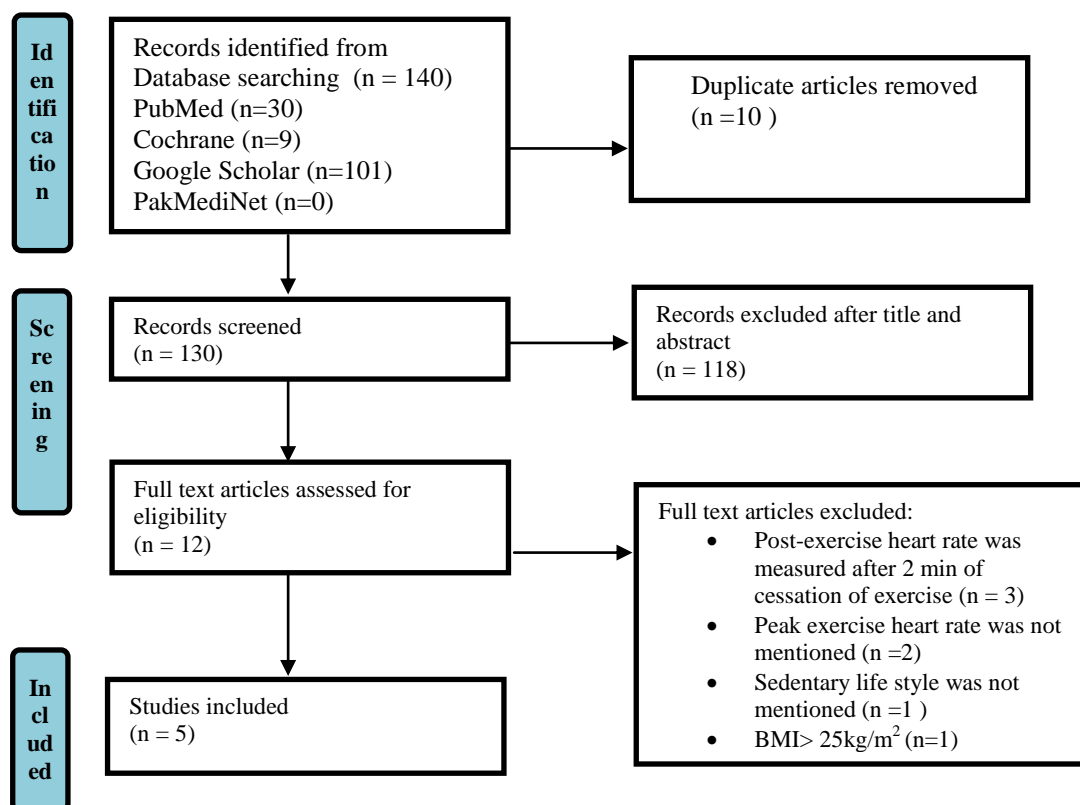 Id
en
tifi
ca
tio
n
Records identified from
Database searching (n = 140)
PubMed (n=30)
Cochrane (n=9)
Google Scholar (n=101)
PakMediNet (n=0)
Duplicate articles removed
(n =10 )
Sc
re
en
in
g
Records screened
(n = 130)
Records excluded after title and
abstract
(n = 118)
Full text articles assessed for
eligibility
(n = 12)
Full text articles excluded:
• Post-exercise heart rate was
measured after 2 min of
cessation of exercise (n = 3)
• Peak exercise heart rate was not
mentioned (n =2)
• Sedentary life style was not
mentioned (n =1 )
• BMI> 25kg/m² (n=1)
In
cl
ud
ed
Studies included
(n = 5)